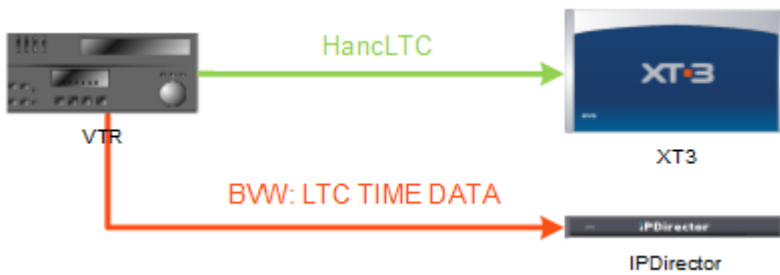 HancLTC
XT3
VTR
XT3
BVW: LTC TIME DATA
iPDirector
IPDirector